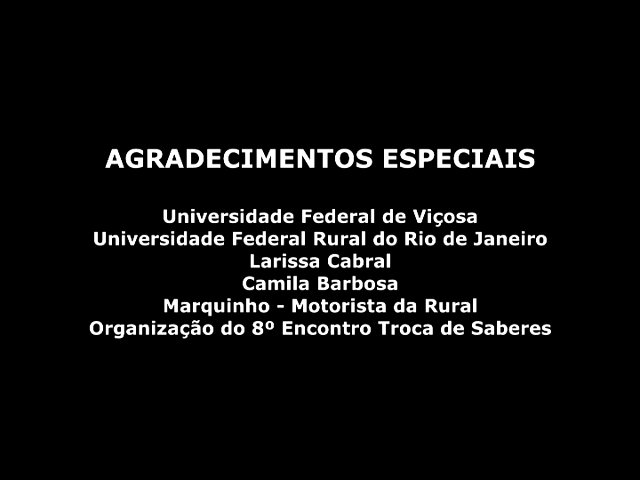 AGRADECIMENTOS ESPECIAIS
Universidade Federal de Viçosa
Universidade Federal Rural do Rio de Janeiro
Larissa Cabral
Camila Barbosa
Marquinho - Motorista da Rural
Organização do 8º Encontro Troca de Saberes